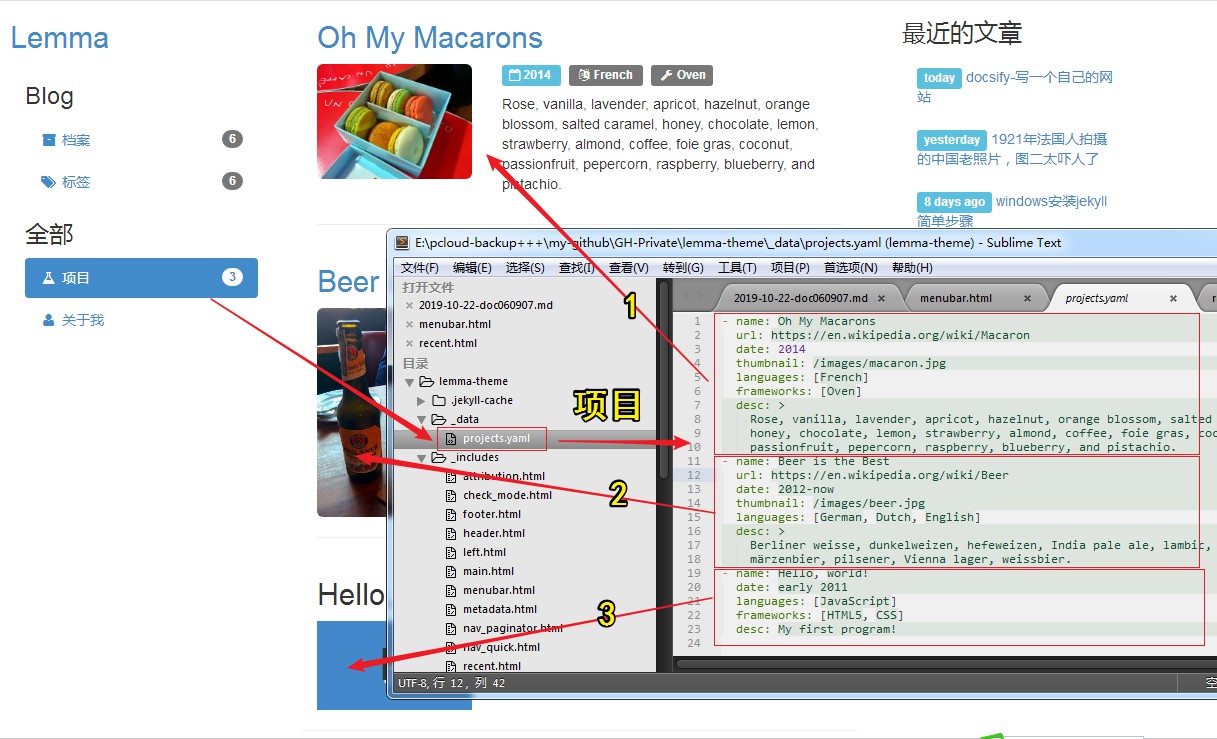 Lemma
Blog
档案 6
标签 6
全部
项目 3
关于我
Oh My Macarons
2014 French Oven
Rose, vanilla, lavender, apricot, hazelnut, orange
blossom, salted caramel, honey, chocolate, lemon,
strawberry, almond, coffee, foie gras, coconut,
passionfruit, pepercorn, raspberry, blueberry, and
pistachio.
Beer
Hello
最近的文章
today docsify-写一个自己的网
站
yesterday 1921年法国人拍摄
的中国老照片，图二太吓人了
8 days ago windows安装jekyll
简单步骤
E:\pcloud-backup+++\my-github\GH-Private\lemma-theme\_data\projects.yaml (lemma-theme) - Sublime Text
文件(F) 编辑(E) 选择(S) 查找(I) 查看(V) 转到(G) 工具(T) 项目(P) 首选项(N) 帮助(H)
打开文件
2019-10-22-doc060907.md
menubar.html
recent.html
目录
lemma-theme
.jekyll-cache
_data
projects.yaml
_includes
attribution.html
check_mode.html
footer.html
header.html
left.html
main.html
menubar.html
metadata.html
nav_paginator.html
nav_quick.html
recent.html
1
项目
2
3
2019-10-22-doc060907.md menubar.html projects.yaml
1 - name: Oh My Macarons
2 url: https://en.wikipedia.org/wiki/Macaron
3 date: 2014
4 thumbnail: /images/macaron.jpg
5 languages: [French]
6 frameworks: [Oven]
7 desc: >
8 Rose, vanilla, lavender, apricot, hazelnut, orange blossom, salted
9 honey, chocolate, lemon, strawberry, almond, coffee, foie gras, coc
10 passionfruit, pepercorn, raspberry, blueberry, and pistachio.
11 - name: Beer is the Best
12 url: https://en.wikipedia.org/wiki/Beer
13 date: 2012-now
14 thumbnail: /images/beer.jpg
15 languages: [German, Dutch, English]
16 desc: >
17 Berliner weisse, dunkelweizen, hefeweizen, India pale ale, lambic,
18 märzenbier, pilsener, Vienna lager, weissbier.
19 - name: Hello, world!
20 date: early 2011
21 languages: [JavaScript]
22 frameworks: [HTML5, CSS]
23 desc: My first program!
24
UTF-8, 行 12, 列 42
空